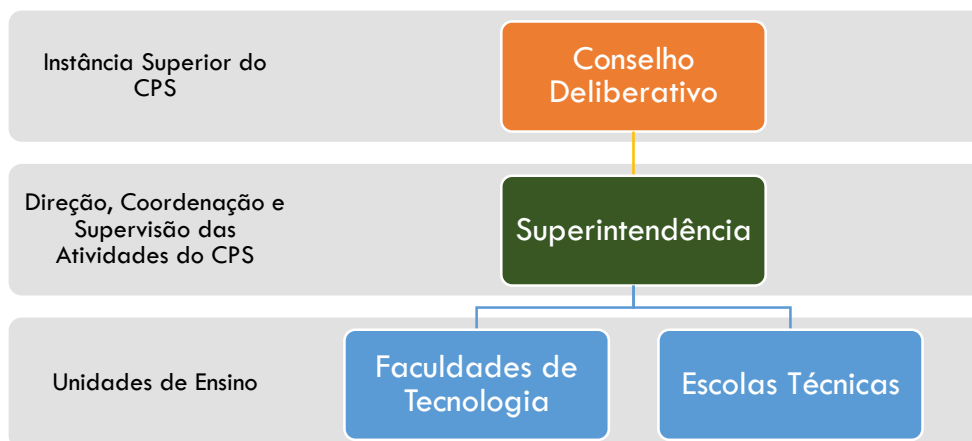 Instância Superior do
CPS
Conselho
Deliberativo
Direção, Coordenação e
Supervisão das
Atividades do CPS
Superintendência
Unidades de Ensino
Faculdades de
Tecnologia
Escolas Técnicas